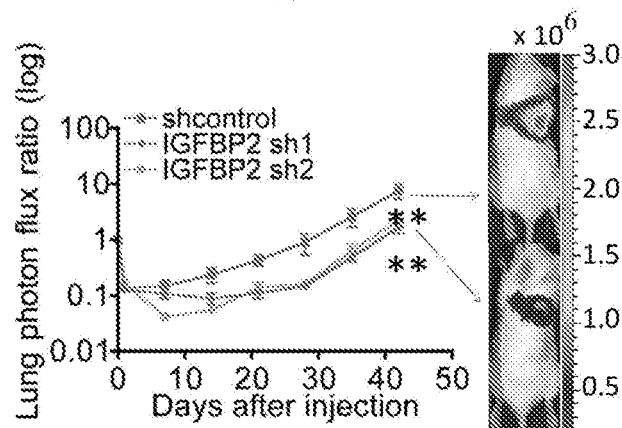 Lung photon flux ratio (log)
shcontrol
IGFBP2 sh1
IGFBP2 sh2
100
10
1
0.1
0.01
**
**
0 10 20 30 40 50
Days after injection
x 10⁶
3.0
2.5
2.0
1.5
1.0
0.5